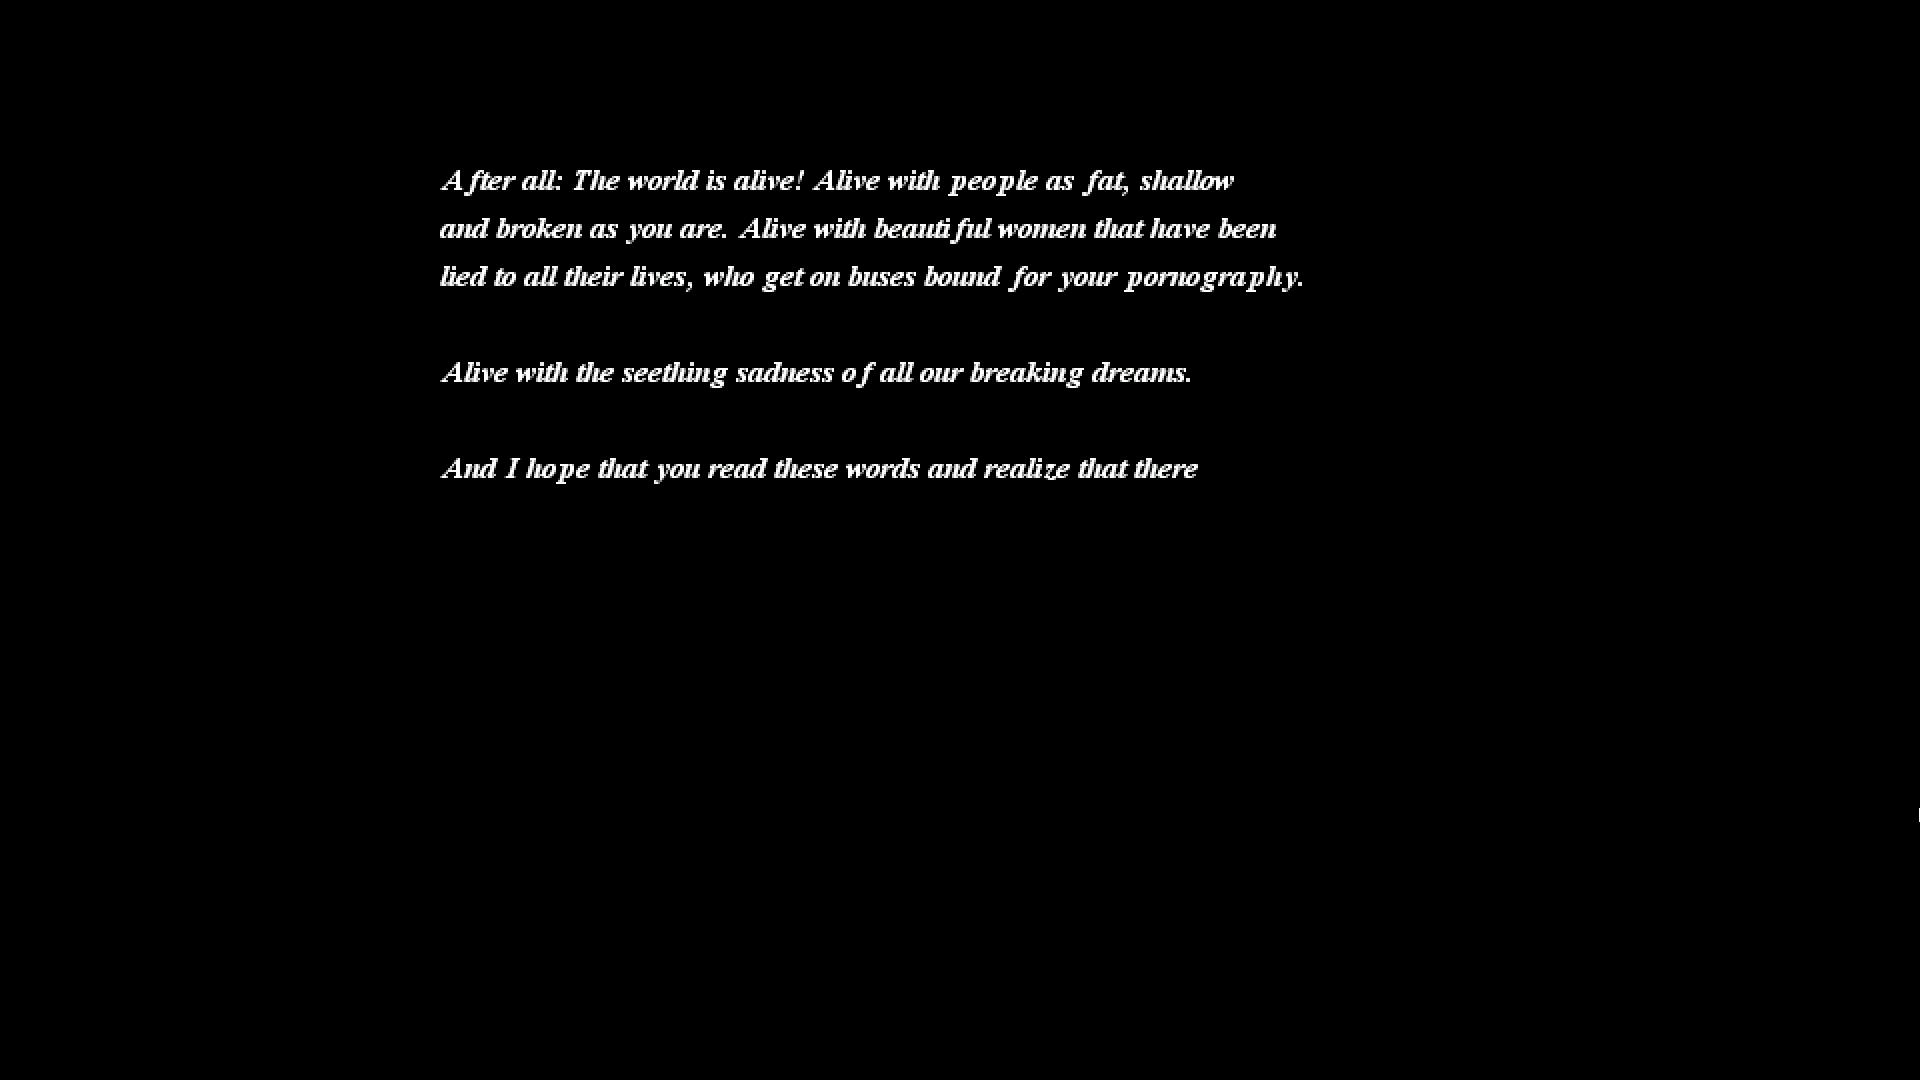 After all: The world is alive! Alive with people as fat, shallow
and broken as you are. Alive with beautiful women that have been
lied to all their lives, who get on buses bound for your pornography.
Alive with the seething sadness of all our breaking dreams.
And I hope that you read these words and realize that there